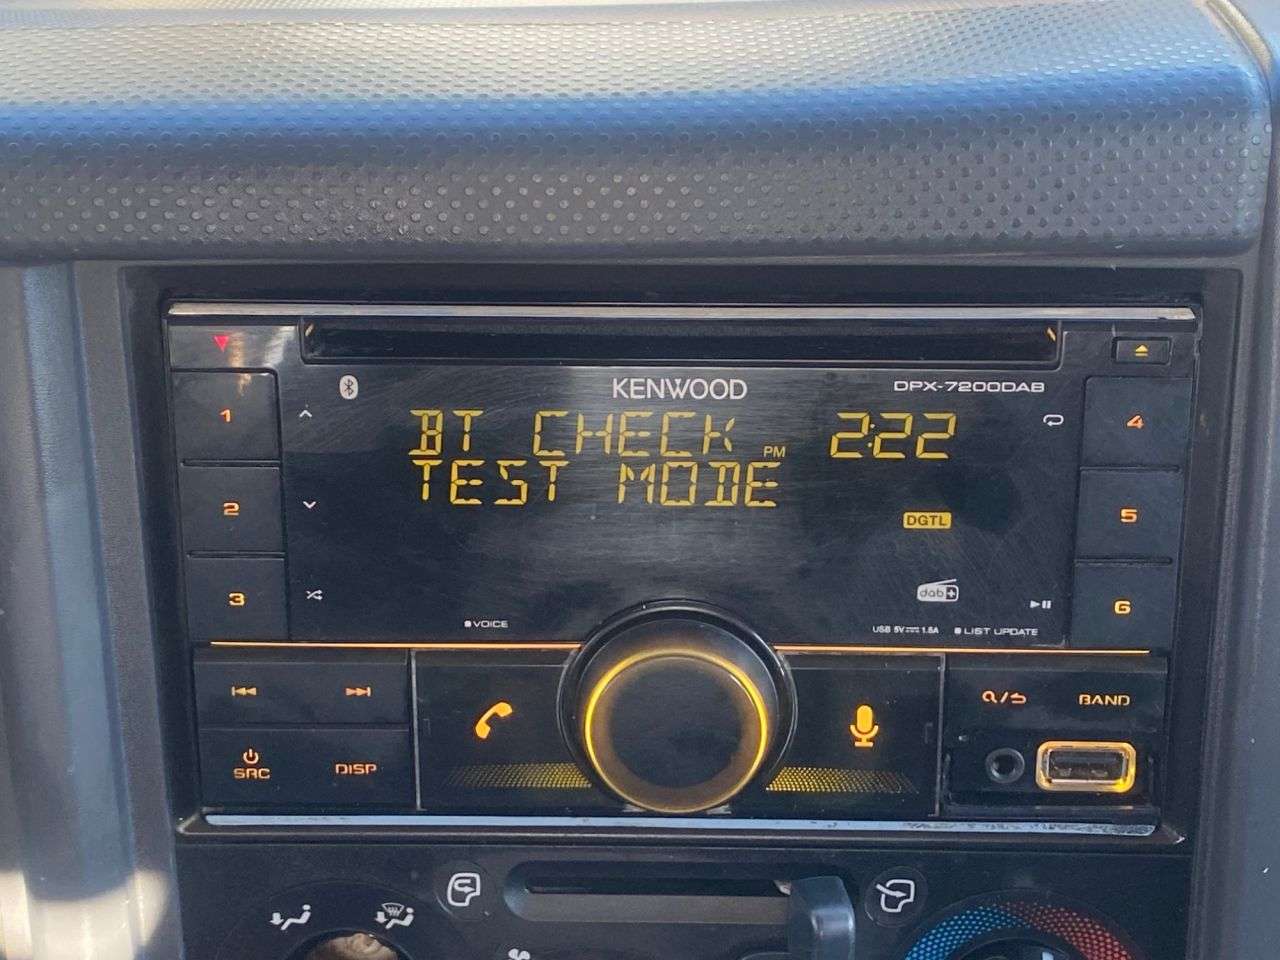 KENWOOD
DPX-7200DAB
BT CHECK PM 2:22
TEST MODE
DGTL
dab+
VOICE
USB 5V⎓1.5A LIST UPDATE
1
2
3
4
5
6
SRC
DISP
BAND